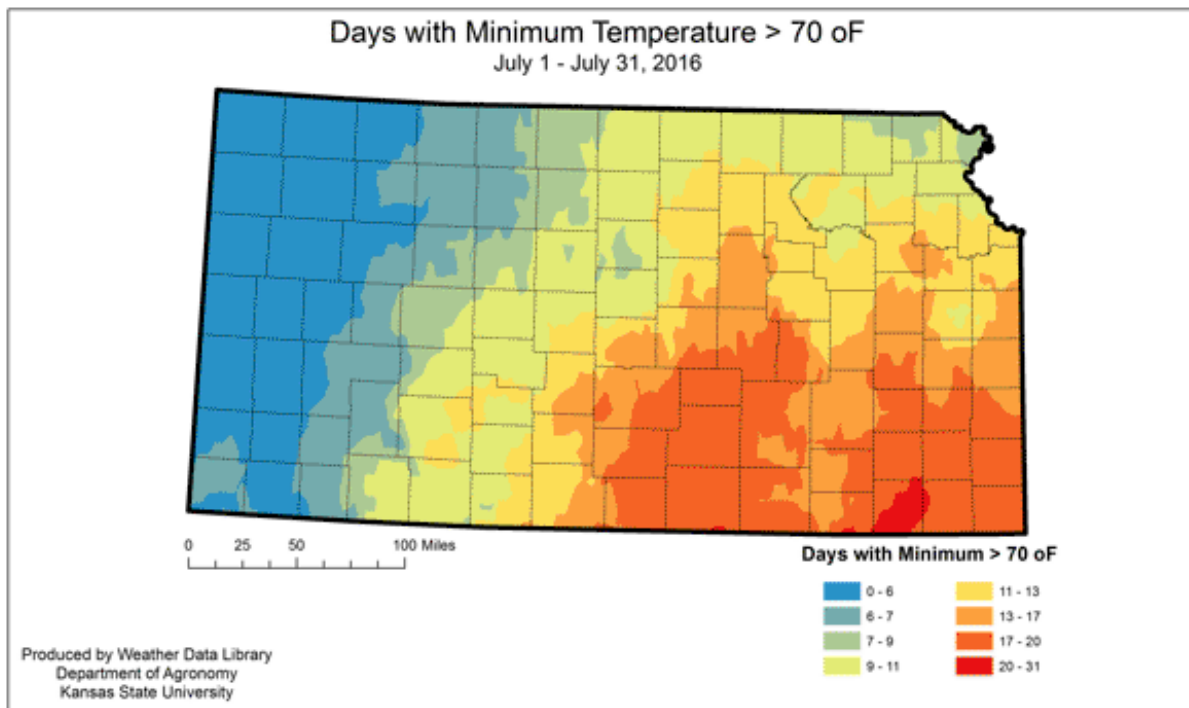 Days with Minimum Temperature > 70 oF
July 1 - July 31, 2016
0 25 50 100 Miles
Days with Minimum > 70 oF
0 - 6
6 - 7
7 - 9
9 - 11
11 - 13
13 - 17
17 - 20
20 - 31
Produced by Weather Data Library
Department of Agronomy
Kansas State University